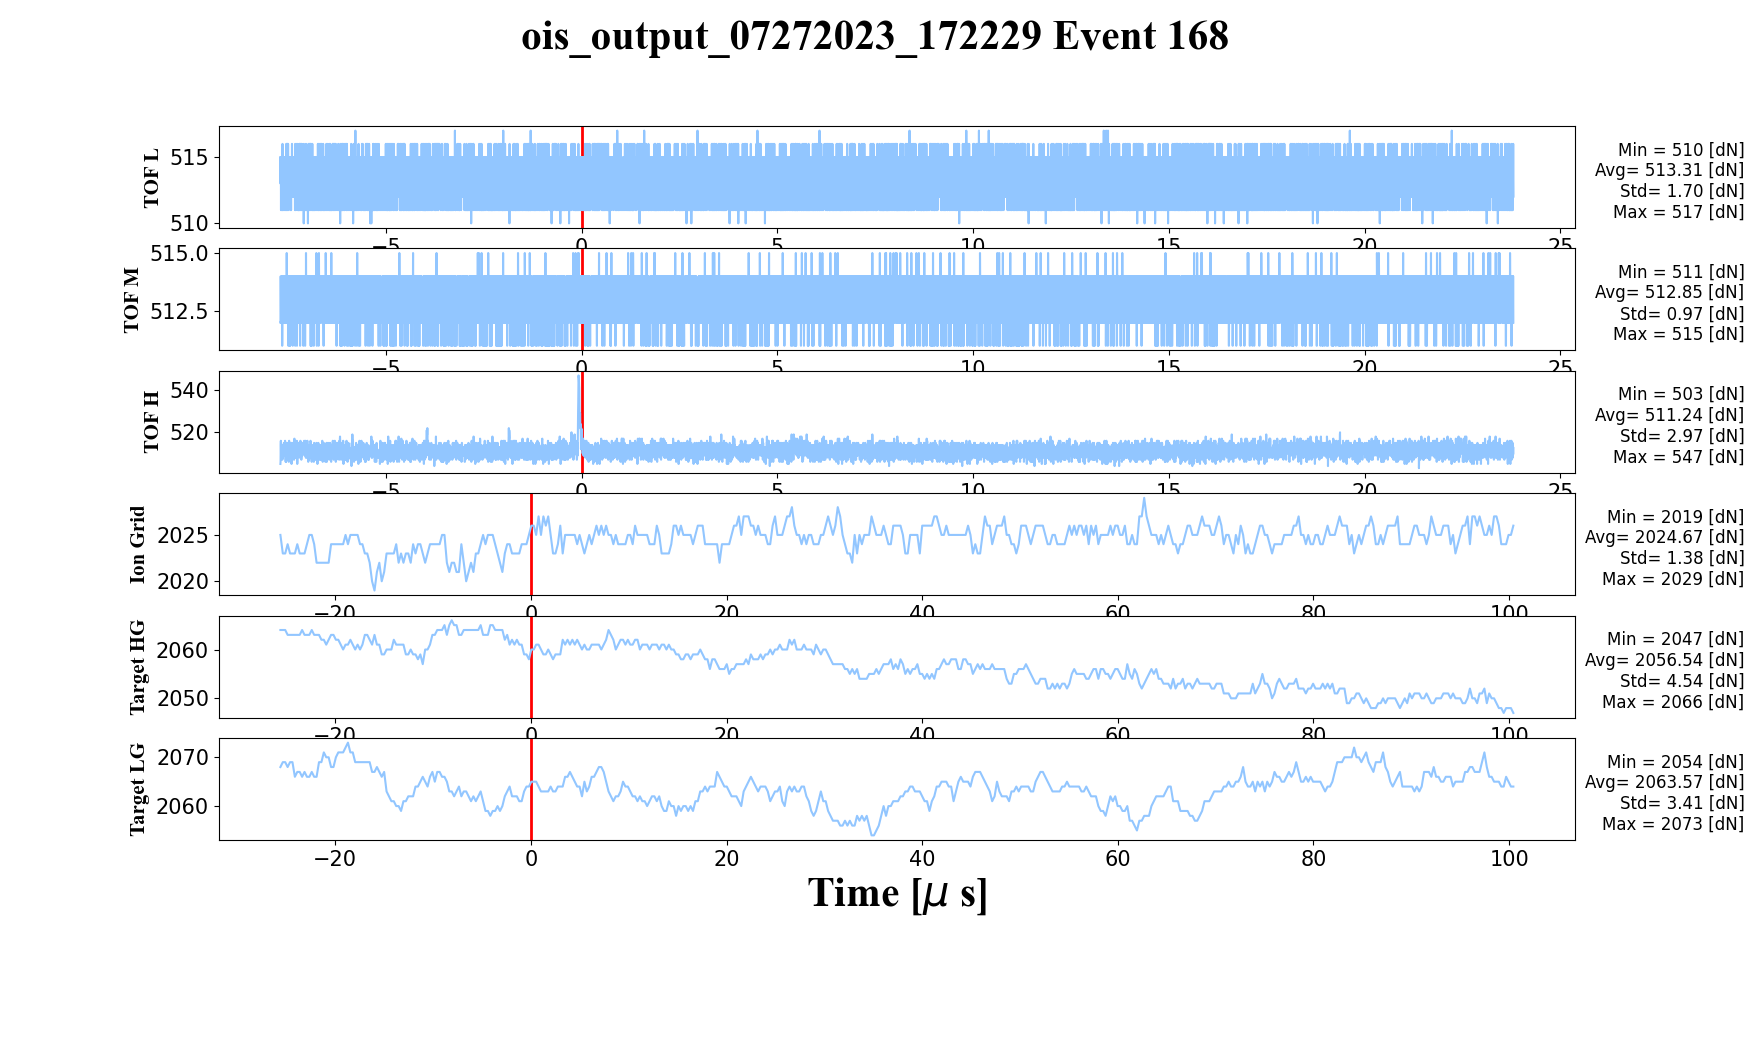 ois_output_07272023_172229 Event 168
TOF L
515
510
−5
0
5
10
15
20
25
Min = 510 [dN]
Avg= 513.31 [dN]
Std= 1.70 [dN]
Max = 517 [dN]
TOF M
515.0
512.5
−5
0
5
10
15
20
25
Min = 511 [dN]
Avg= 512.85 [dN]
Std= 0.97 [dN]
Max = 515 [dN]
TOF H
540
520
−5
0
5
10
15
20
25
Min = 503 [dN]
Avg= 511.24 [dN]
Std= 2.97 [dN]
Max = 547 [dN]
Ion Grid
2025
2020
−20
0
20
40
60
80
100
Min = 2019 [dN]
Avg= 2024.67 [dN]
Std= 1.38 [dN]
Max = 2029 [dN]
Target HG
2060
2050
−20
0
20
40
60
80
100
Min = 2047 [dN]
Avg= 2056.54 [dN]
Std= 4.54 [dN]
Max = 2066 [dN]
Target LG
2070
2060
−20
0
20
40
60
80
100
Min = 2054 [dN]
Avg= 2063.57 [dN]
Std= 3.41 [dN]
Max = 2073 [dN]
Time [μ s]